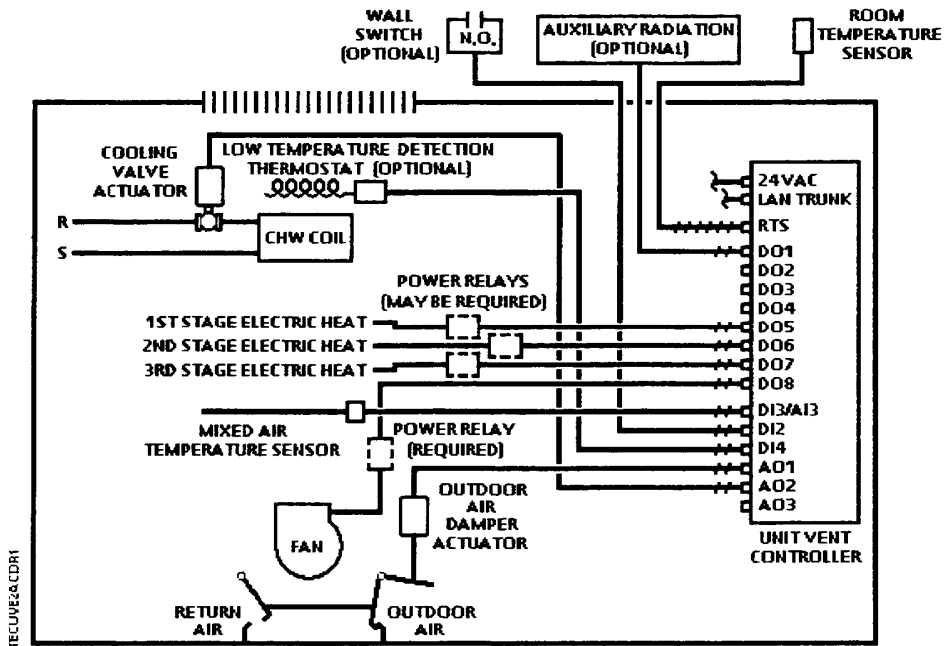 WALL
SWITCH
(OPTIONAL)
N.O.
AUXILIARY RADIATION
(OPTIONAL)
ROOM
TEMPERATURE
SENSOR
COOLING
VALVE
ACTUATOR
LOW TEMPERATURE DETECTION
THERMOSTAT (OPTIONAL)
R
S
CHW COIL
24VAC
LAN TRUNK
RTS
DO1
DO2
DO3
DO4
DO5
DO6
DO7
DO8
DI3/AI3
DI2
DI4
AO1
AO2
AO3
UNIT VENT
CONTROLLER
POWER RELAYS
(MAY BE REQUIRED)
1ST STAGE ELECTRIC HEAT
2ND STAGE ELECTRIC HEAT
3RD STAGE ELECTRIC HEAT
MIXED AIR
TEMPERATURE SENSOR
POWER RELAY
(REQUIRED)
OUTDOOR
AIR
DAMPER
ACTUATOR
FAN
RETURN
AIR
OUTDOOR
AIR